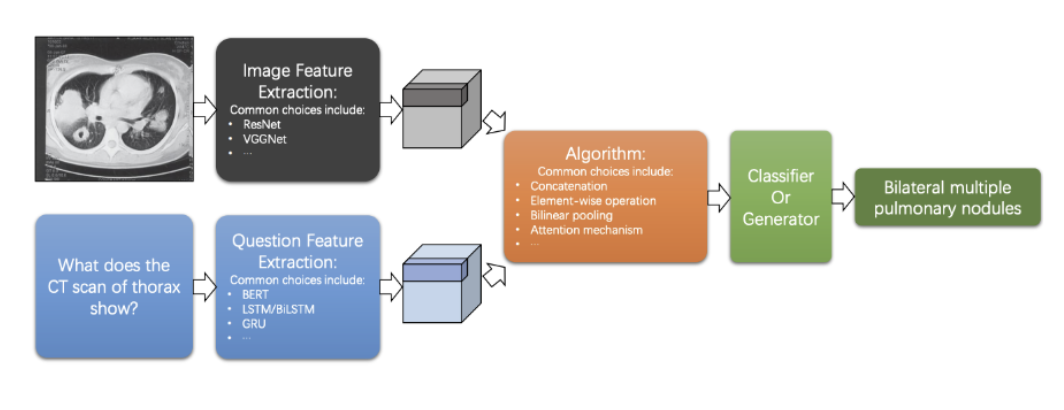 Image Feature
Extraction:
Common choices include:
• ResNet
• VGGNet
• ...
Algorithm:
Common choices include:
• Concatenation
• Element-wise operation
• Bilinear pooling
• Attention mechanism
• ...
Classifier
Or
Generator
Bilateral multiple
pulmonary nodules
What does the
CT scan of thorax
show?
Question Feature
Extraction:
Common choices include:
• BERT
• LSTM/BiLSTM
• GRU
• ...